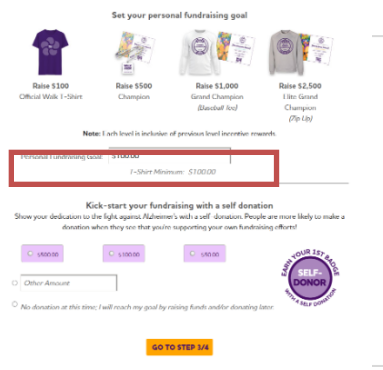 Set your personal fundraising goal
Raise $100
Official Walk T-Shirt
Raise $500
Champion
Raise $1,000
Grand Champion
(Baseball Tee)
Raise $2,500
Elite Grand
Champion
(Zip Up)
Note: Each level is inclusive of previous level incentive rewards.
Personal Fundraising Goal: $100.00
T-Shirt Minimum: $100.00
Kick-start your fundraising with a self donation
Show your dedication to the fight against Alzheimer's with a self donation. People are more likely to make a
donation when they see that you're supporting your own fundraising efforts!
$500.00
$100.00
$50.00
Other Amount
No donation at this time; I will reach my goal by raising funds and/or donating later.
EARN YOUR 1ST BADGE
SELF-
DONOR
WITH A SELF DONATION
GO TO STEP 3/4